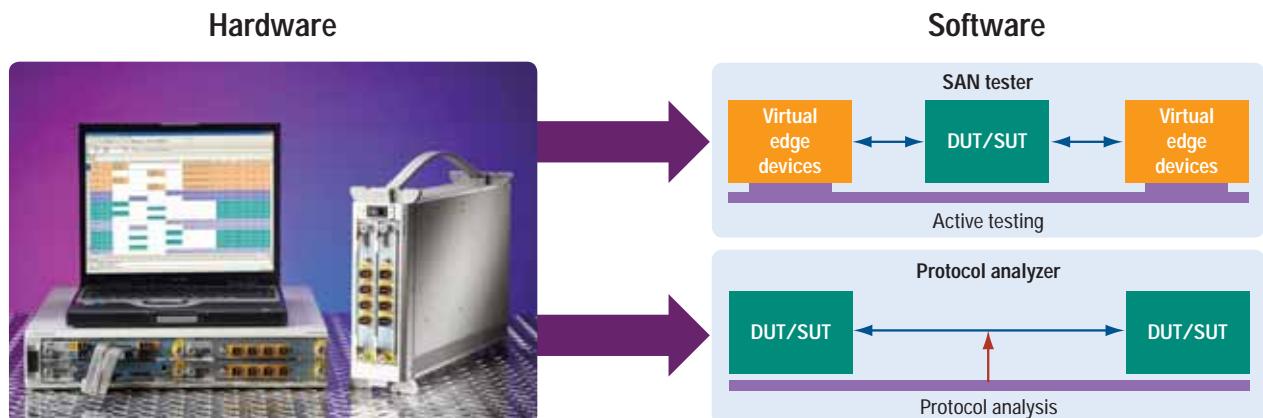 Hardware
Software
SAN tester
Virtual
edge
devices
DUT/SUT
Virtual
edge
devices
Active testing
Protocol analyzer
DUT/SUT
DUT/SUT
Protocol analysis